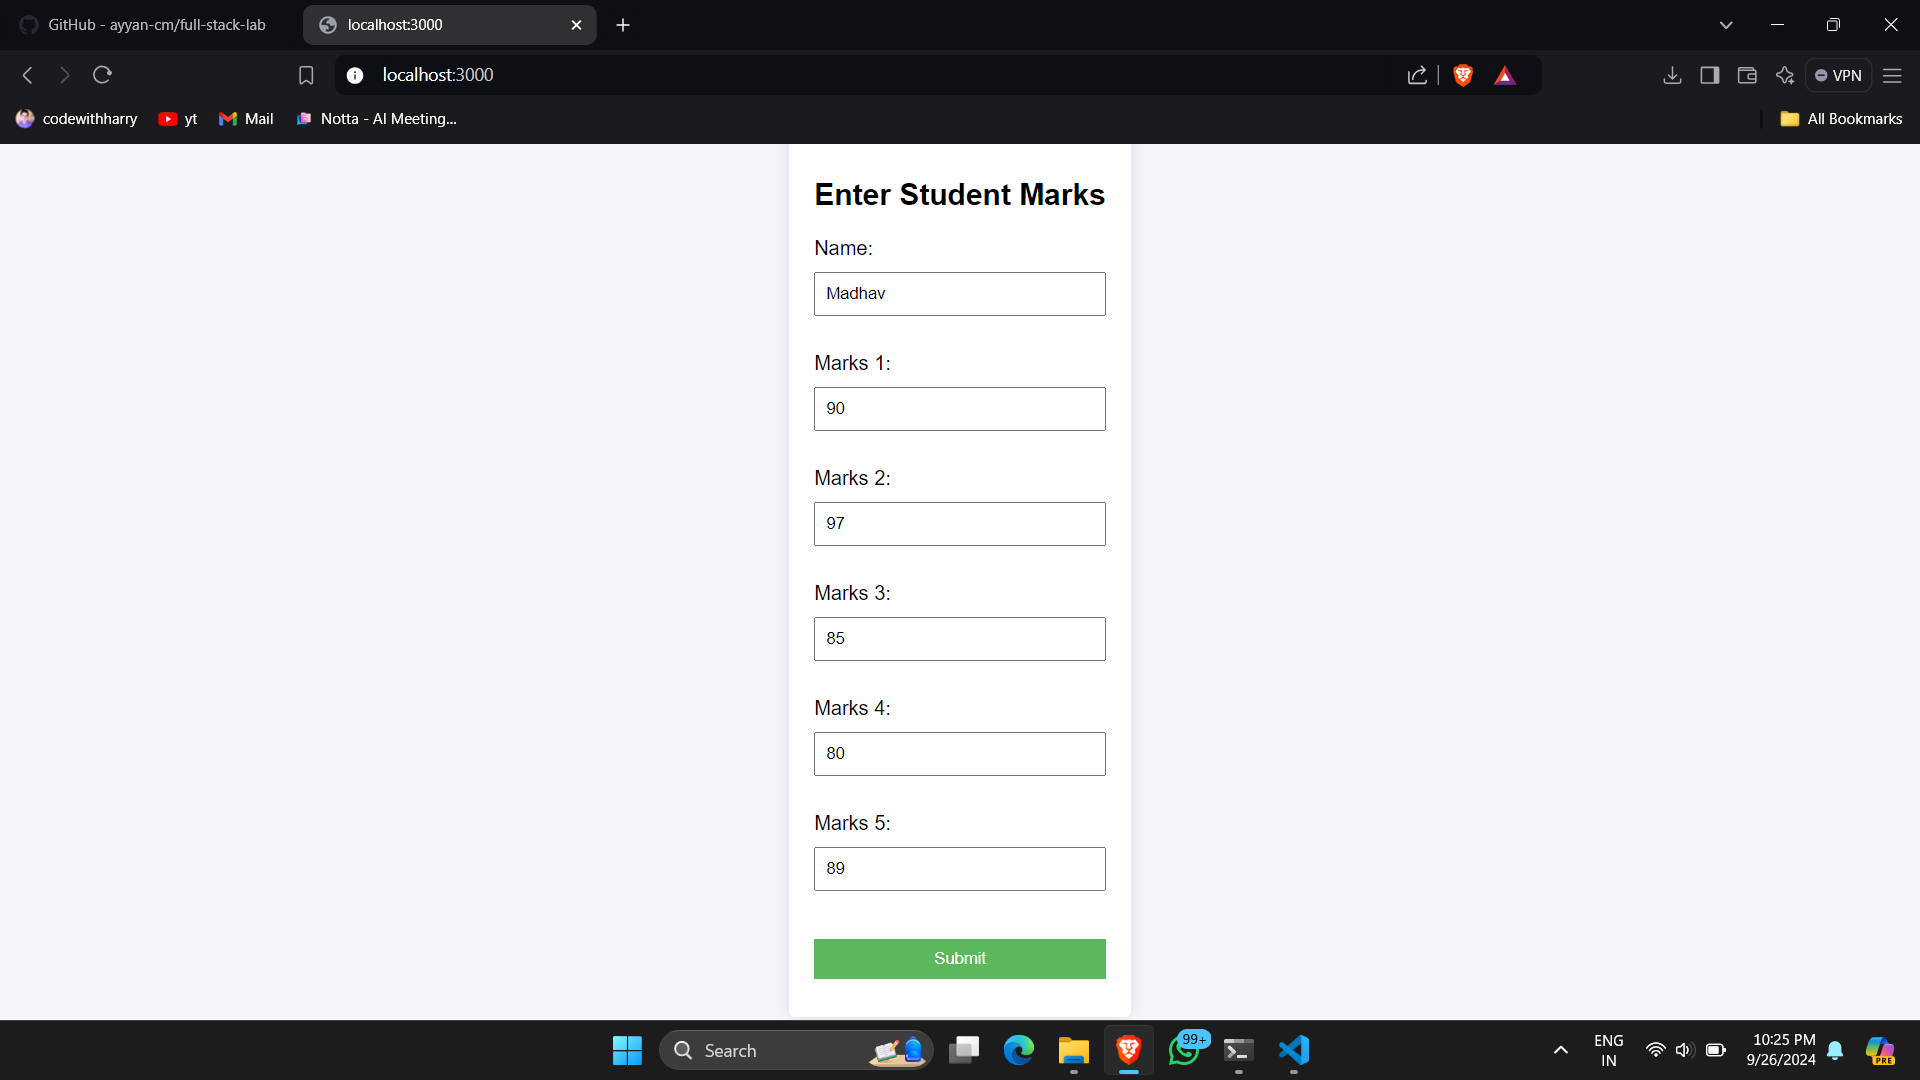 GitHub - ayyan-cm/full-stack-lab
localhost:3000
localhost:3000
VPN
codewithharry
yt
Mail
Notta - AI Meeting...
All Bookmarks
Enter Student Marks
Name:
Madhav
Marks 1:
90
Marks 2:
97
Marks 3:
85
Marks 4:
80
Marks 5:
89
Submit
Search
99+
ENG
IN
10:25 PM
9/26/2024
PRE